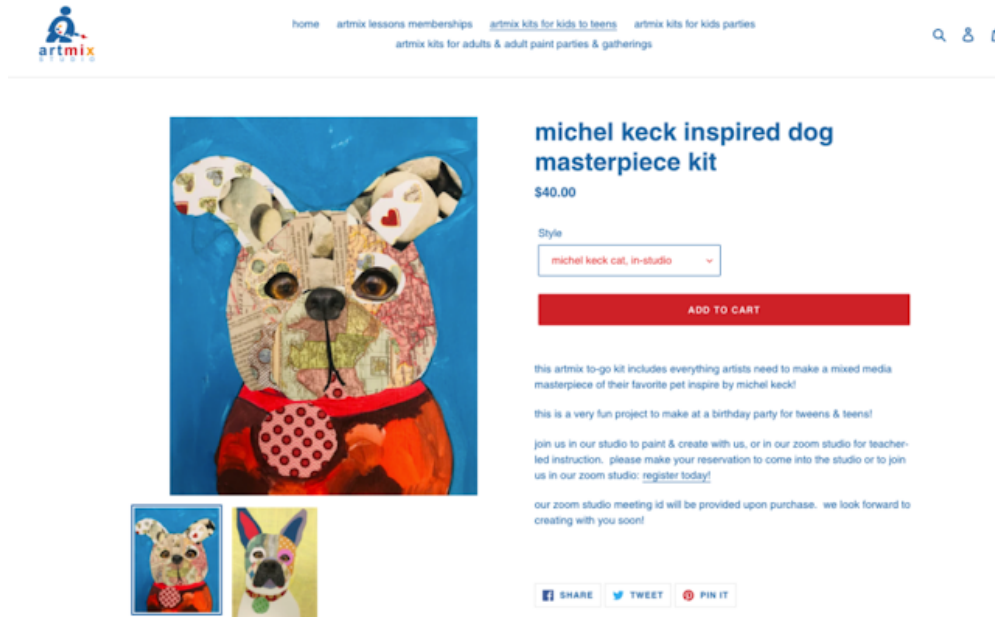 artmix
STUDIO
home artmix lessons memberships artmix kits for kids to teens artmix kits for kids parties
artmix kits for adults & adult paint parties & gatherings
michel keck inspired dog
masterpiece kit
$40.00
Style
michel keck cat, in-studio
ADD TO CART
this artmix to-go kit includes everything artists need to make a mixed media
masterpiece of their favorite pet inspire by michel keck!
this is a very fun project to make at a birthday party for tweens & teens!
join us in our studio to paint & create with us, or in our zoom studio for teacher-
led instruction. please make your reservation to come into the studio or to join
us in our zoom studio: register today!
our zoom studio meeting id will be provided upon purchase. we look forward to
creating with you soon!
SHARE TWEET PIN IT